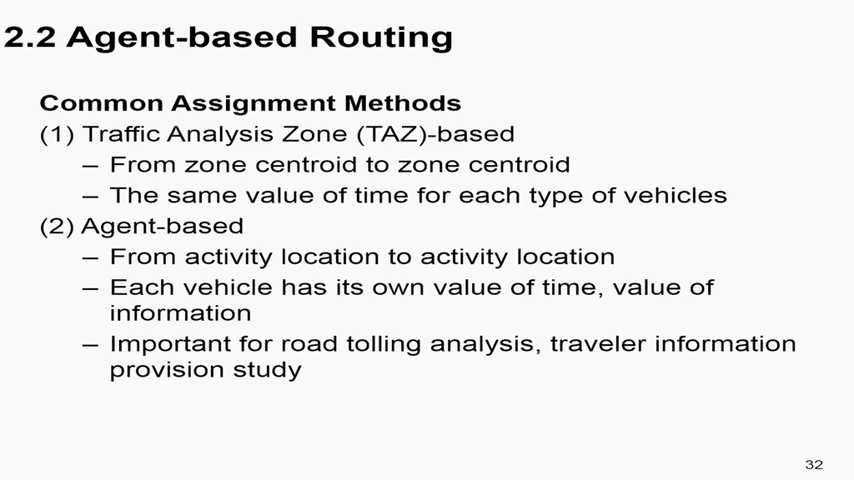 2.2 Agent-based Routing
Common Assignment Methods
(1) Traffic Analysis Zone (TAZ)-based
– From zone centroid to zone centroid
– The same value of time for each type of vehicles
(2) Agent-based
– From activity location to activity location
– Each vehicle has its own value of time, value of
information
– Important for road tolling analysis, traveler information
provision study
32